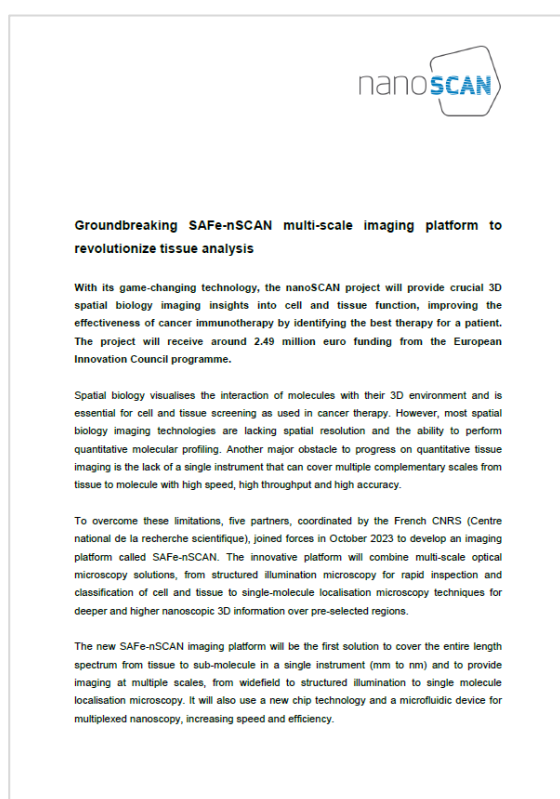 nanoSCAN
Groundbreaking SAFe-nSCAN multi-scale imaging platform to
revolutionize tissue analysis
With its game-changing technology, the nanoSCAN project will provide crucial 3D
spatial biology imaging insights into cell and tissue function, improving the
effectiveness of cancer immunotherapy by identifying the best therapy for a patient.
The project will receive around 2.49 million euro funding from the European
Innovation Council programme.
Spatial biology visualises the interaction of molecules with their 3D environment and is
essential for cell and tissue screening as used in cancer therapy. However, most spatial
biology imaging technologies are lacking spatial resolution and the ability to perform
quantitative molecular profiling. Another major obstacle to progress on quantitative tissue
imaging is the lack of a single instrument that can cover multiple complementary scales from
tissue to molecule with high speed, high throughput and high accuracy.
To overcome these limitations, five partners, coordinated by the French CNRS (Centre
national de la recherche scientifique), joined forces in October 2023 to develop an imaging
platform called SAFe-nSCAN. The innovative platform will combine multi-scale optical
microscopy solutions, from structured illumination microscopy for rapid inspection and
classification of cell and tissue to single-molecule localisation microscopy techniques for
deeper and higher nanoscopic 3D information over pre-selected regions.
The new SAFe-nSCAN imaging platform will be the first solution to cover the entire length
spectrum from tissue to sub-molecule in a single instrument (mm to nm) and to provide
imaging at multiple scales, from widefield to structured illumination to single molecule
localisation microscopy. It will also use a new chip technology and a microfluidic device for
multiplexed nanoscopy, increasing speed and efficiency.